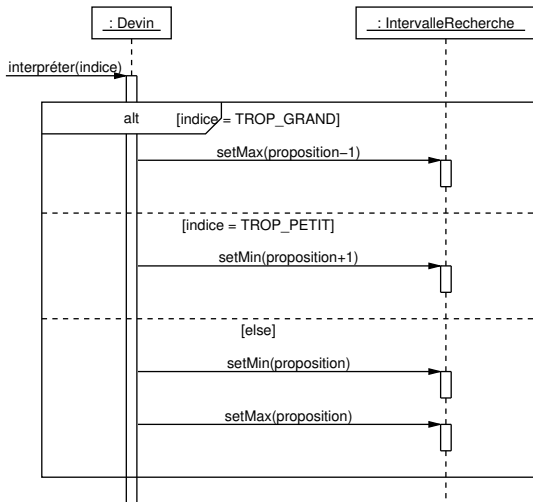 : Devin
: IntervalleRecherche
interpréter(indice)
alt
[indice = TROP_GRAND]
setMax(proposition−1)
[indice = TROP_PETIT]
setMin(proposition+1)
[else]
setMin(proposition)
setMax(proposition)